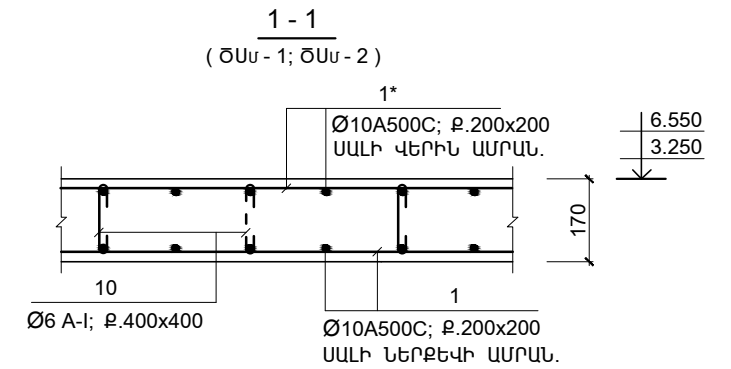 1 - 1
( ԾՍմ - 1; ԾՍմ - 2 )
1*
Ø10A500C; Ք.200x200
ՍԱԼԻ ՎԵՐԻՆ ԱՄՐԱՆ.
6.550
3.250
170
10
Ø6 A-I; Ք.400x400
1
Ø10A500C; Ք.200x200
ՍԱԼԻ ՆԵՐՔԵՎԻ ԱՄՐԱՆ.